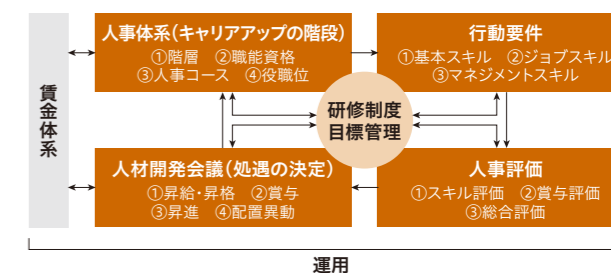 賃金体系
人事体系（キャリアアップの階段）
①階層　②職能資格
③人事コース　④役職位
行動要件
①基本スキル　②ジョブスキル
③マネジメントスキル
研修制度
目標管理
人材開発会議（処遇の決定）
①昇給・昇格　②賞与
③昇進　④配置異動
人事評価
①スキル評価　②賞与評価
③総合評価
運用